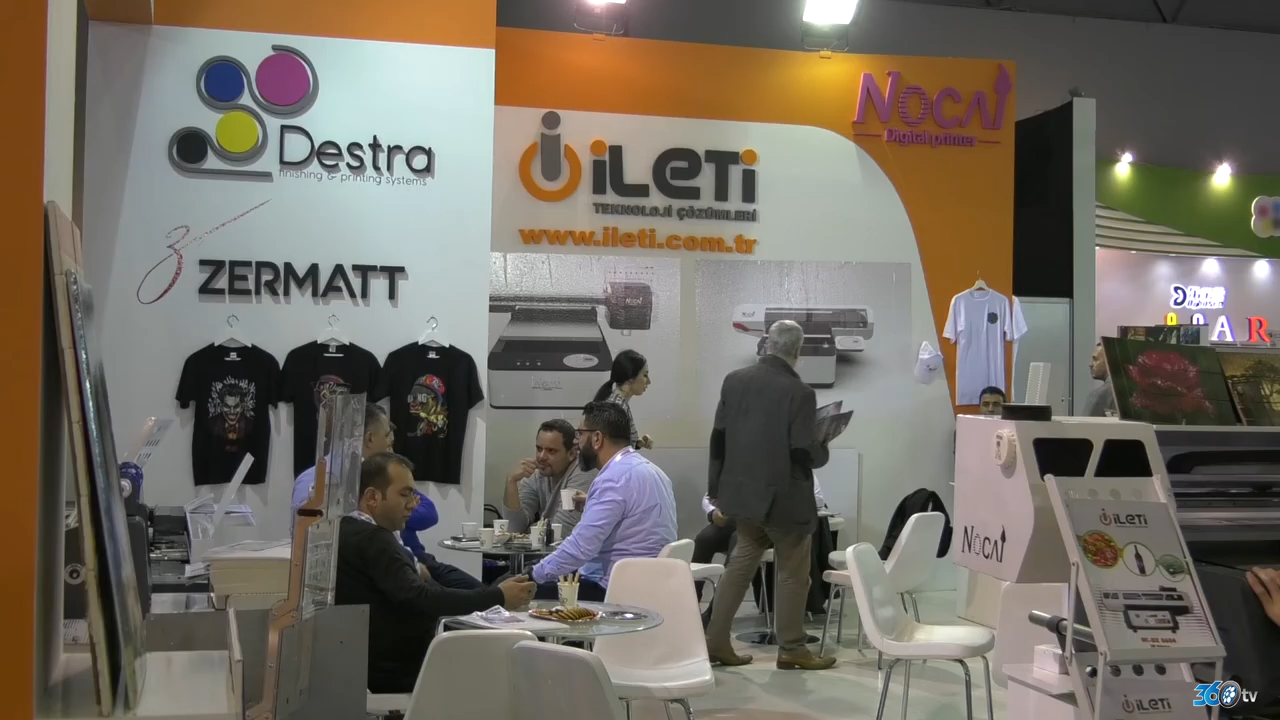 Destra
finishing & printing systems
ZERMATT
iLETi
TEKNOLOJİ ÇÖZÜMLERİ
www.ileti.com.tr
NOCAI
Digital printer
NOCAI
iLETi
iLETi
360tv